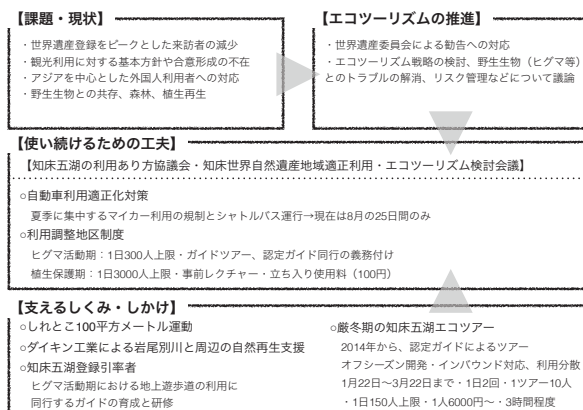 【課題・現状】
・世界遺産登録をピークとした来訪者の減少
・観光利用に対する基本方針や合意形成の不在
・アジアを中心とした外国人利用者への対応
・野生生物との共存、森林、植生再生
【エコツーリズムの推進】
・世界遺産委員会による勧告への対応
・エコツーリズム戦略の検討、野生生物（ヒグマ等）
とのトラブルの解消、リスク管理などについて議論
【使い続けるための工夫】
【知床五湖の利用あり方協議会・知床世界自然遺産地域適正利用・エコツーリズム検討会議】
○自動車利用適正化対策
夏季に集中するマイカー利用の規制とシャトルバス運行→現在は8月の25日間のみ
○利用調整地区制度
ヒグマ活動期：1日300人上限・ガイドツアー、認定ガイド同行の義務付け
植生保護期：1日3000人上限・事前レクチャー・立ち入り使用料（100円）
【支えるしくみ・しかけ】
○しれとこ100平方メートル運動
○ダイキン工業による岩尾別川と周辺の自然再生支援
○知床五湖登録引率者
ヒグマ活動期における地上遊歩道の利用に
同行するガイドの育成と研修
○厳冬期の知床五湖エコツアー
2014年から、認定ガイドによるツアー
オフシーズン開発・インバウンド対応、利用分散
1月22日〜3月22日まで・1日2回・1ツアー10人
・1日150人上限・1人6000円〜・3時間程度